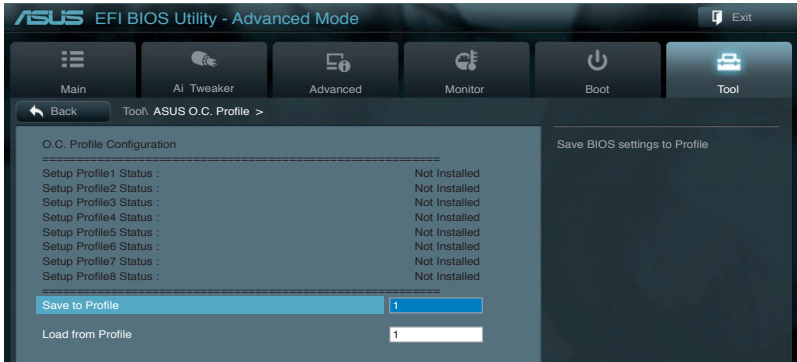 ASUS EFI BIOS Utility - Advanced Mode
Exit
Main Ai Tweaker Advanced Monitor Boot Tool
Back Tool\ ASUS O.C. Profile >
O.C. Profile Configuration
Save BIOS settings to Profile
======================================================
Setup Profile1 Status : Not Installed
Setup Profile2 Status : Not Installed
Setup Profile3 Status : Not Installed
Setup Profile4 Status : Not Installed
Setup Profile5 Status : Not Installed
Setup Profile6 Status : Not Installed
Setup Profile7 Status : Not Installed
Setup Profile8 Status : Not Installed
======================================================
Save to Profile 1
Load from Profile 1